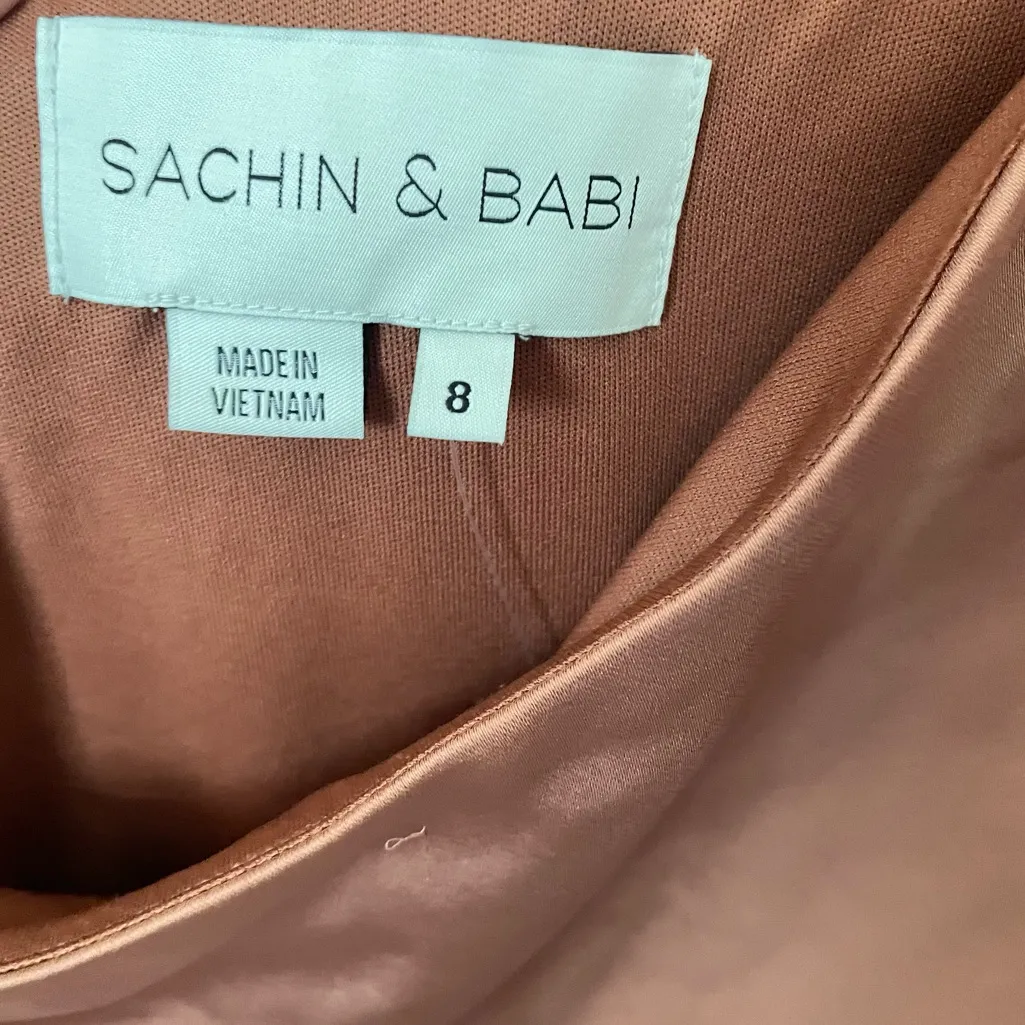 SACHIN & BABI
MADE IN
VIETNAM
8